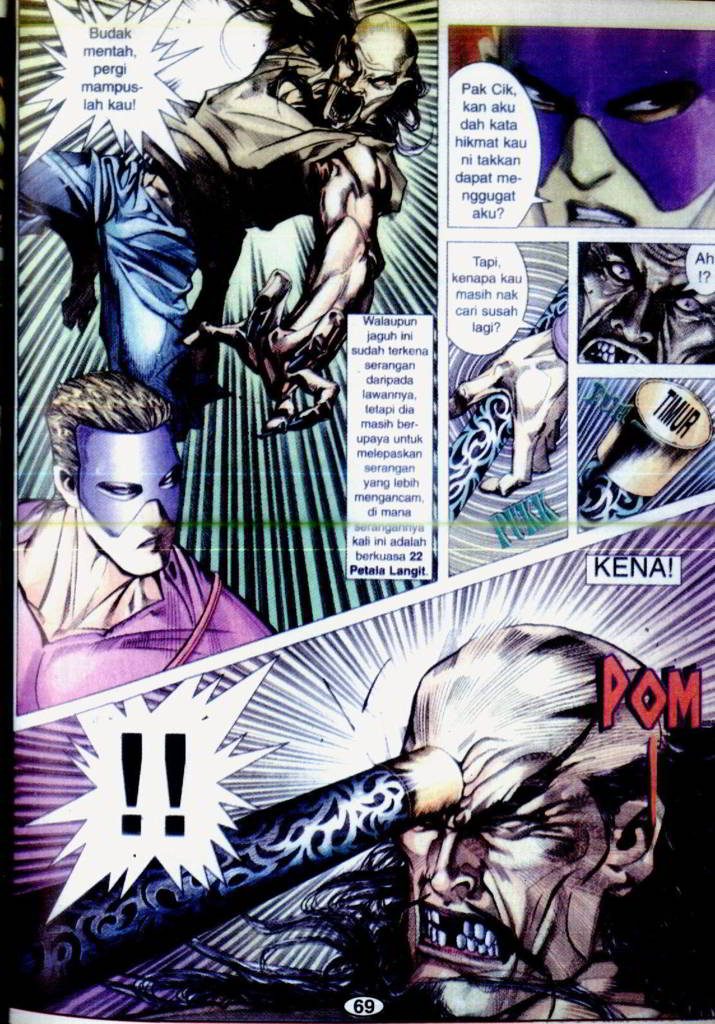 Budak
mentah,
pergi
mampus-
lah kau!
Pak Cik,
kan aku
dah kata
hikmat kau
ni takkan
dapat me-
nggugat
aku?
Walaupun
jaguh ini
sudah terkena
serangan
daripada
lawannya,
tetapi dia
masih ber-
upaya untuk
melepaskan
serangan
yang lebih
mengancam,
di mana
serangannya
kali ini adalah
berkuasa 22
Petala Langit.
Tapi,
kenapa kau
masih nak
cari susah
lagi?
Ah
!?
TIMUR
KENA!
!!
POM
69